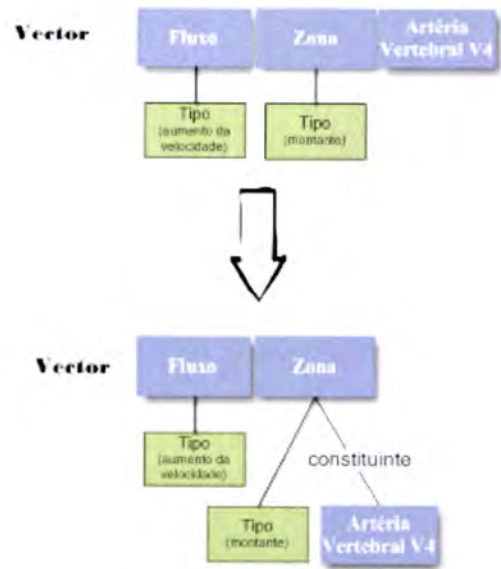 Vector
Fluxo
Zona
Artéria
Vertebral V4
Tipo
(aumento da
velocidade)
Tipo
(montante)
Vector
Fluxo
Zona
Tipo
(aumento da
velocidade)
constituinte
Tipo
(montante)
Artéria
Vertebral V4